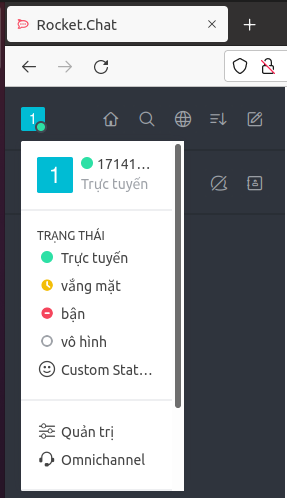 Rocket.Chat
1
1
17141...
Trực tuyến
TRẠNG THÁI
Trực tuyến
vắng mặt
bận
vô hình
Custom Stat...
Quản trị
Omnichannel